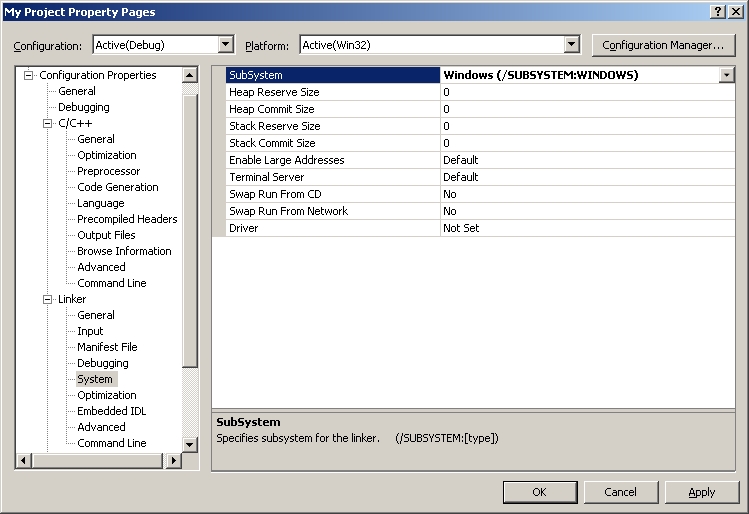 My Project Property Pages
Configuration: Active(Debug) Platform: Active(Win32) Configuration Manager...
Configuration Properties
General
Debugging
C/C++
General
Optimization
Preprocessor
Code Generation
Language
Precompiled Headers
Output Files
Browse Information
Advanced
Command Line
Linker
General
Input
Manifest File
Debugging
System
Optimization
Embedded IDL
Advanced
Command Line
SubSystem Windows (/SUBSYSTEM:WINDOWS)
Heap Reserve Size 0
Heap Commit Size 0
Stack Reserve Size 0
Stack Commit Size 0
Enable Large Addresses Default
Terminal Server Default
Swap Run From CD No
Swap Run From Network No
Driver Not Set
SubSystem
Specifies subsystem for the linker. (/SUBSYSTEM:[type])
OK Cancel Apply